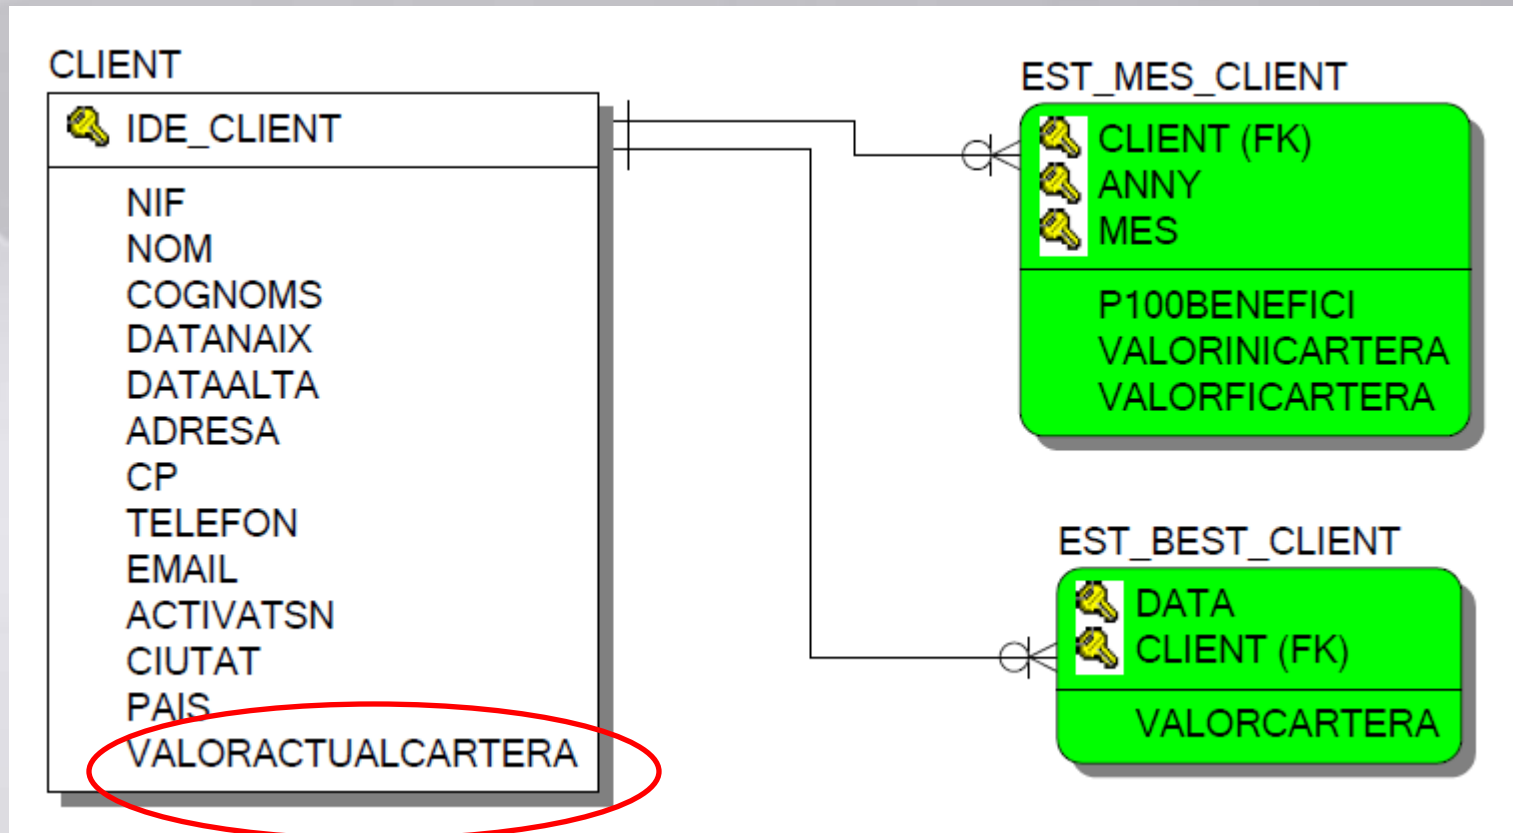 CLIENT
IDE_CLIENT
NIF
NOM
COGNOMS
DATANAIX
DATAALTA
ADRESA
CP
TELEFON
EMAIL
ACTIVATSN
CIUTAT
PAIS
VALORACTUALCARTERA
EST_MES_CLIENT
CLIENT (FK)
ANNY
MES
P100BENEFICI
VALORINICARTERA
VALORFICARTERA
EST_BEST_CLIENT
DATA
CLIENT (FK)
VALORCARTERA